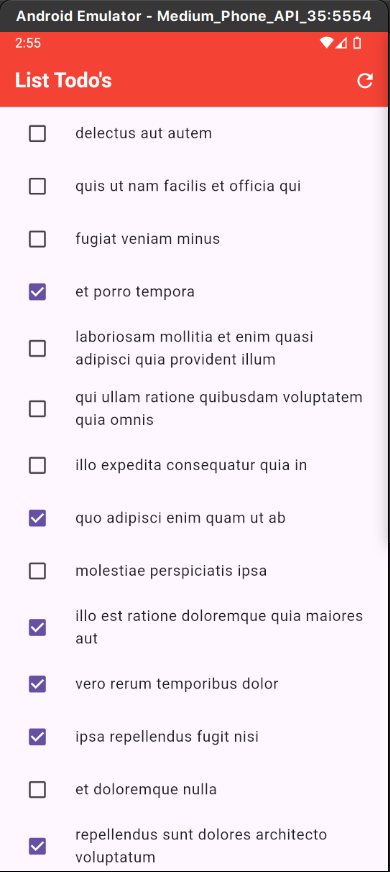 Android Emulator - Medium_Phone_API_35:5554
2:55
List Todo's
delectus aut autem
quis ut nam facilis et officia qui
fugiat veniam minus
et porro tempora
laboriosam mollitia et enim quasi
adipisci quia provident illum
qui ullam ratione quibusdam voluptatem
quia omnis
illo expedita consequatur quia in
quo adipisci enim quam ut ab
molestiae perspiciatis ipsa
illo est ratione doloremque quia maiores
aut
vero rerum temporibus dolor
ipsa repellendus fugit nisi
et doloremque nulla
repellendus sunt dolores architecto
voluptatum